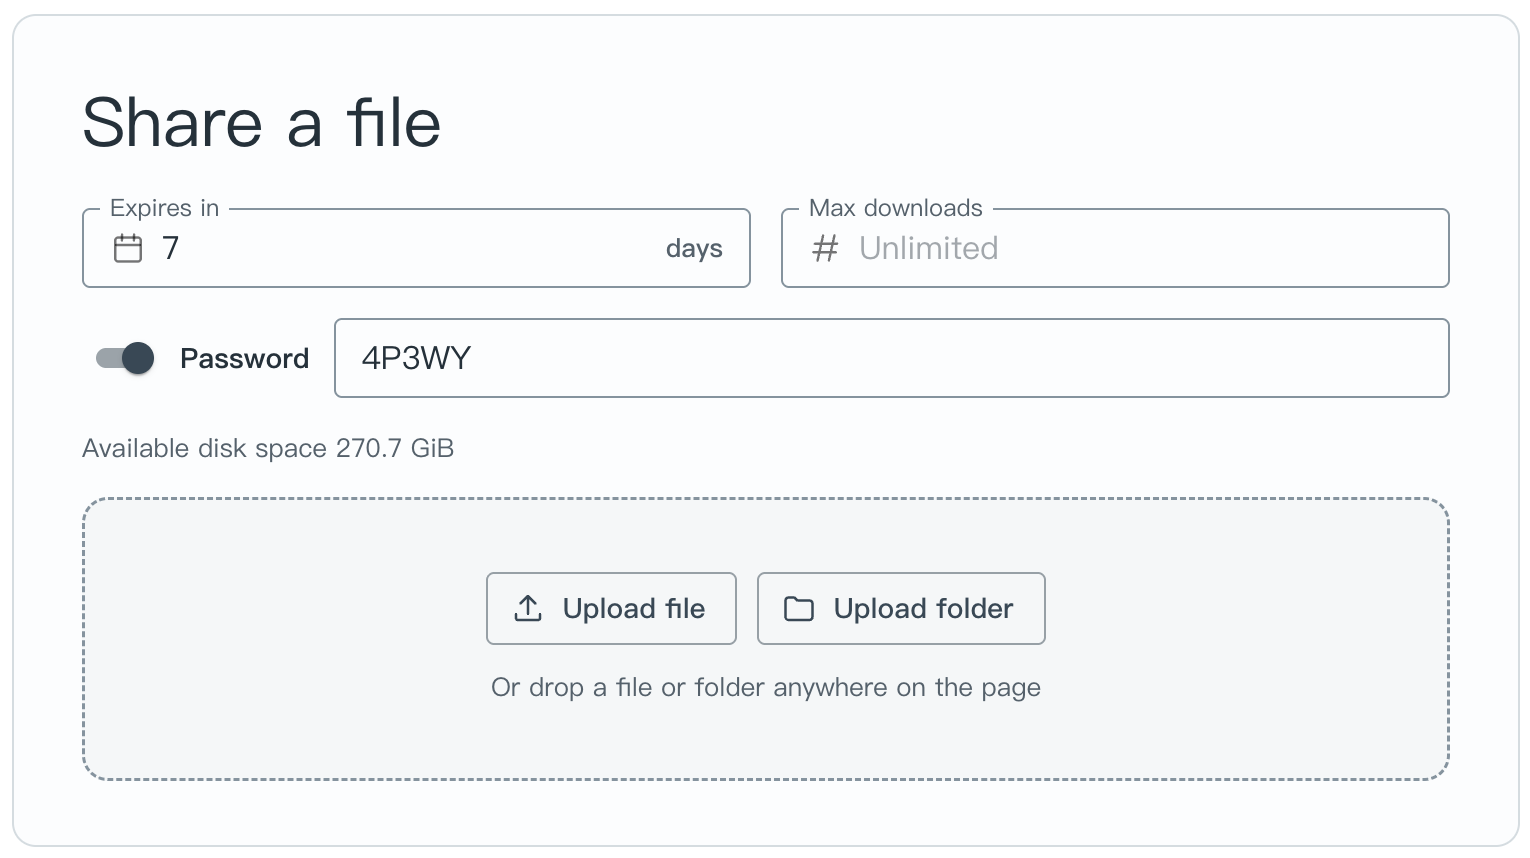 Share a file
Expires in
7 days
Max downloads
# Unlimited
Password 4P3WY
Available disk space 270.7 GiB
Upload file
Upload folder
Or drop a file or folder anywhere on the page